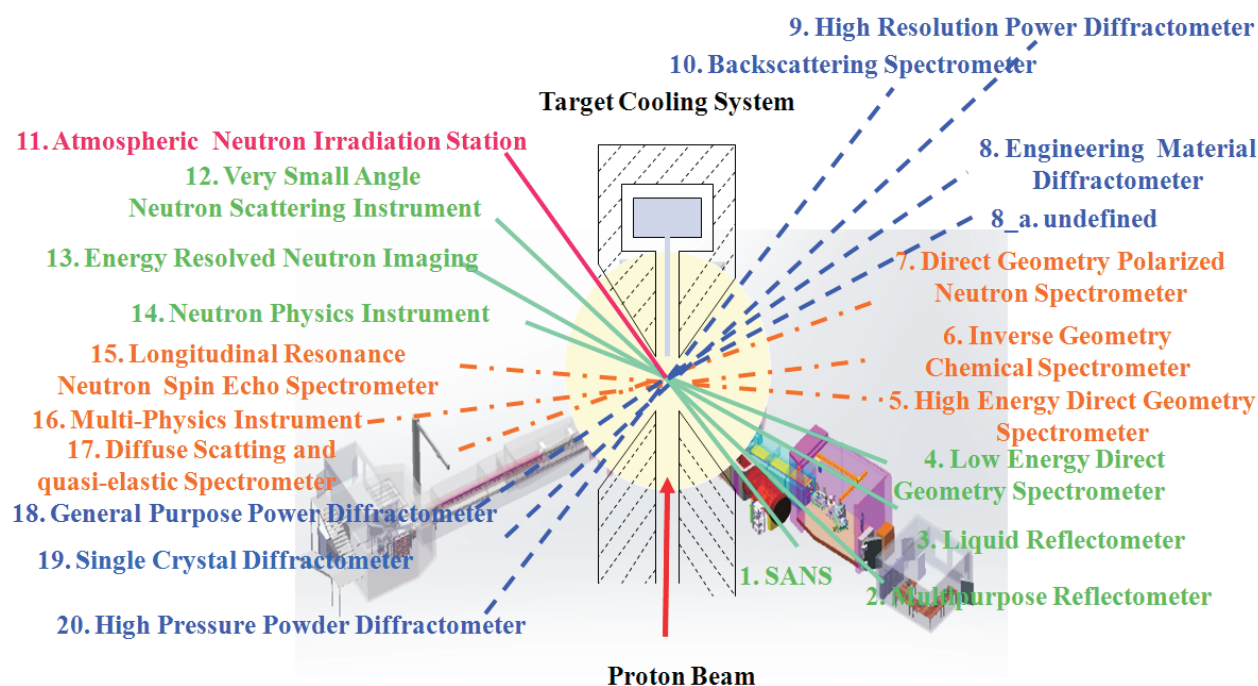 9. High Resolution Power Diffractometer
10. Backscattering Spectrometer
Target Cooling System
11. Atmospheric Neutron Irradiation Station
12. Very Small Angle
Neutron Scattering Instrument
8. Engineering Material
Diffractometer
8_a. undefined
13. Energy Resolved Neutron Imaging
7. Direct Geometry Polarized
Neutron Spectrometer
14. Neutron Physics Instrument
6. Inverse Geometry
Chemical Spectrometer
15. Longitudinal Resonance
Neutron Spin Echo Spectrometer
5. High Energy Direct Geometry
Spectrometer
16. Multi-Physics Instrument
17. Diffuse Scatting and
quasi-elastic Spectrometer
4. Low Energy Direct
Geometry Spectrometer
18. General Purpose Power Diffractometer
3. Liquid Reflectometer
19. Single Crystal Diffractometer
1. SANS
2. Multipurpose Reflectometer
20. High Pressure Powder Diffractometer
Proton Beam